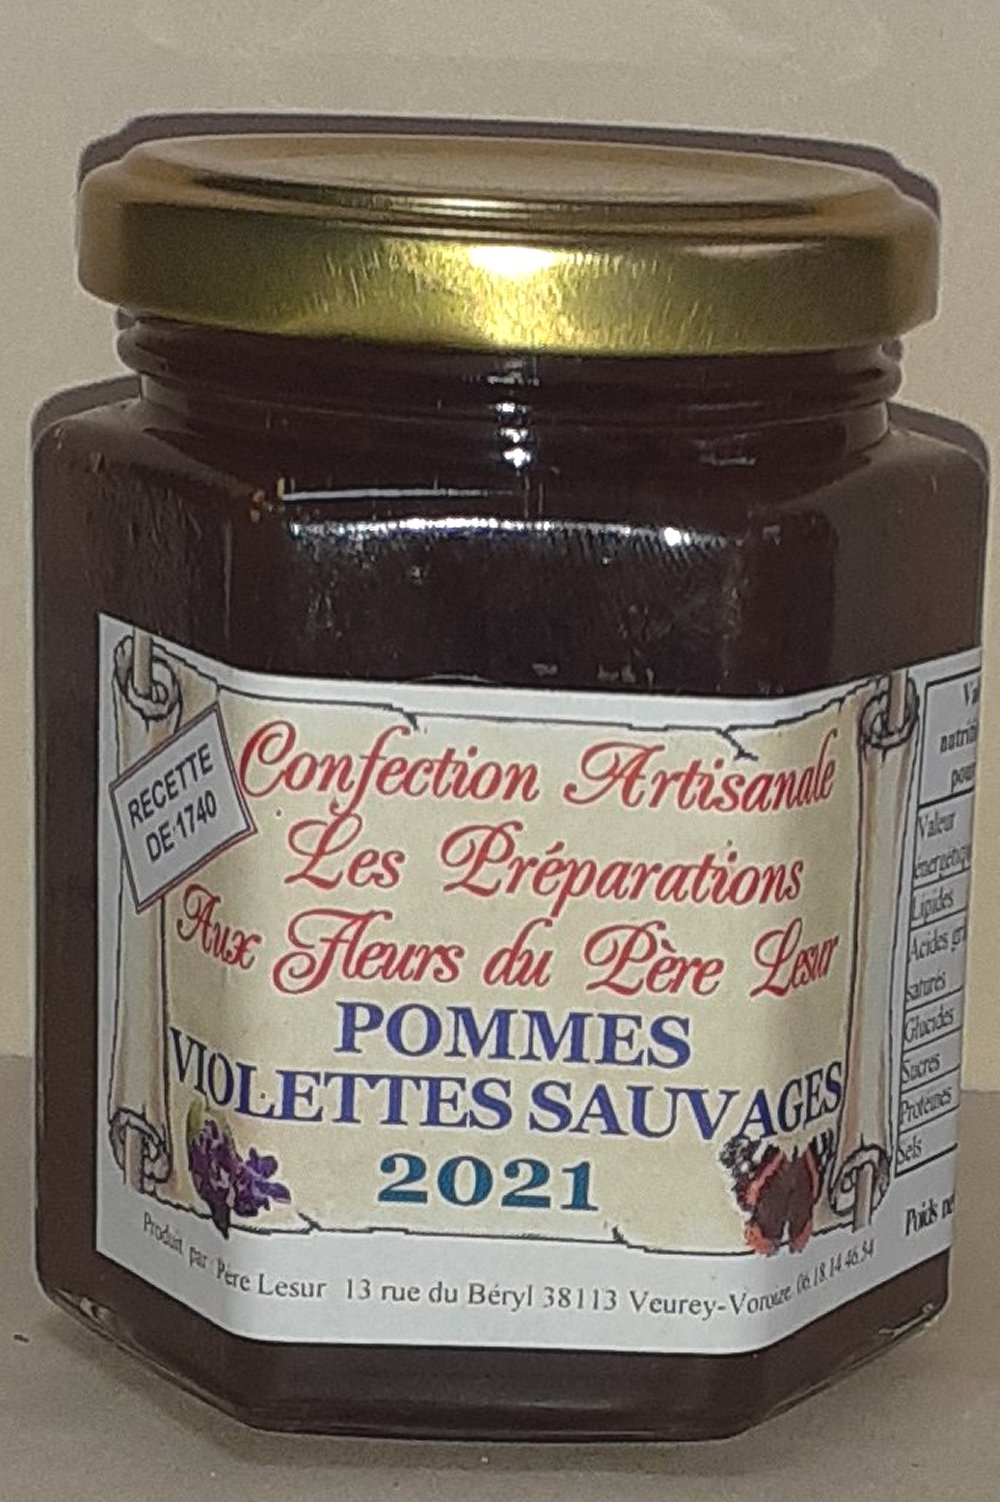 RECETTE
DE 1740
Confection Artisanale
Les Préparations
Aux Fleurs du Père Lesur
POMMES
VIOLETTES SAUVAGES
2021
Produit par Père Lesur 13 rue du Béryl 38113 Veurey-Voroize 06.18.14.46.54
Valeur
Lipides
Acides
saturés
Glucides
Sucres
Protéines
Sels
Poids